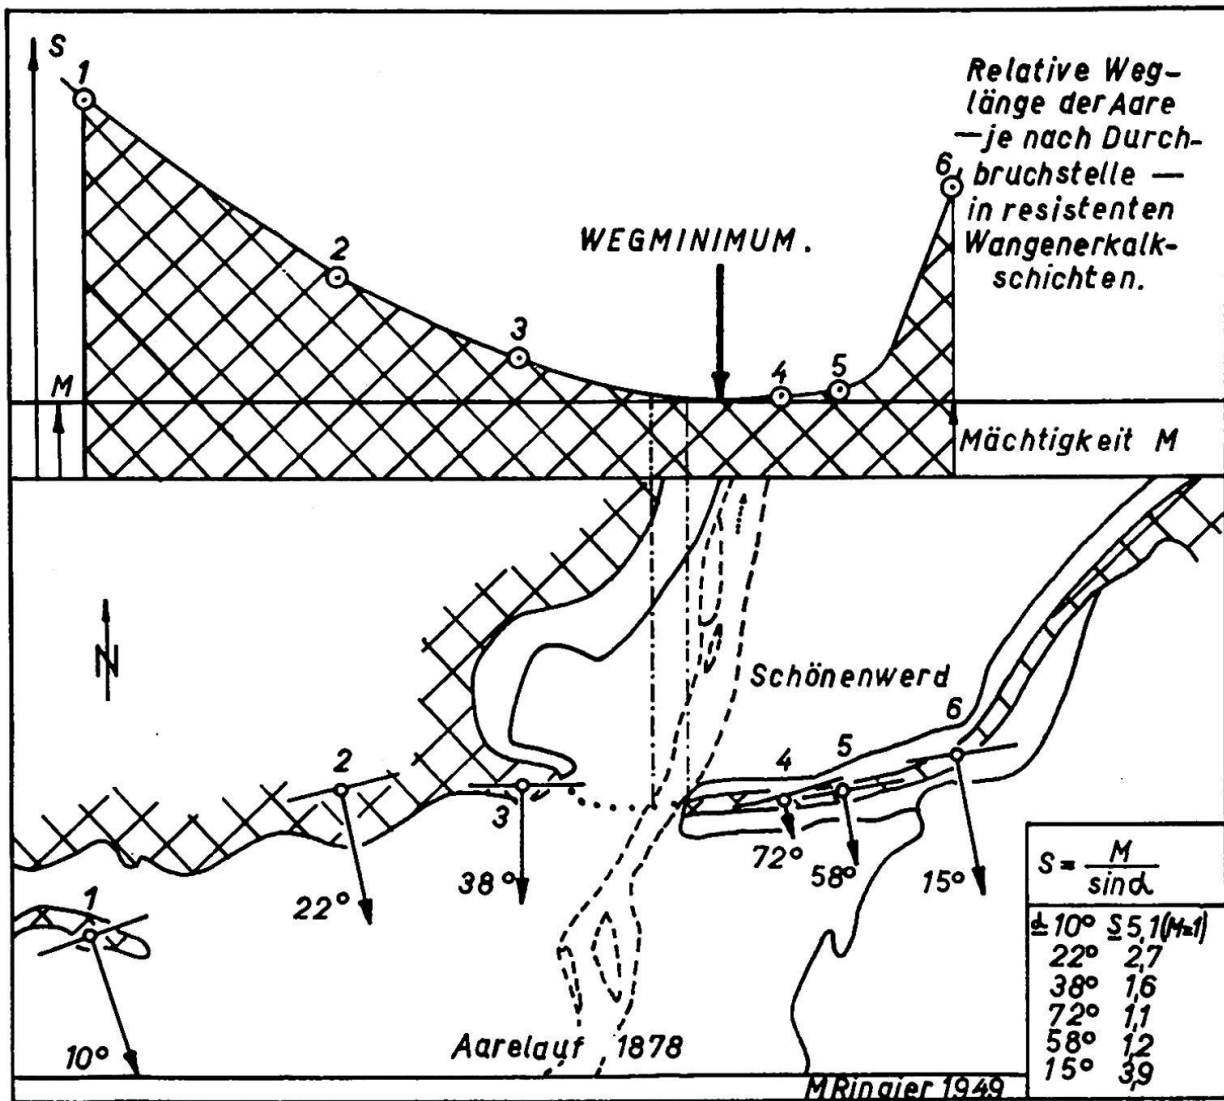 S
1
Relative Weg-
länge der Aare
—je nach Durch-
bruchstelle —
in resistenten
Wangenerkalk-
schichten.
6
2
WEGMINIMUM.
3
4
5
M
Mächtigkeit M
N
Schönenwerd
6
5
4
2
3
72°
58°
15°
38°
22°
1
10°
Aarelauf 1878
S = M / sin α
α 10° S 5,1 (M=1)
22° 2,7
38° 1,6
72° 1,1
58° 1,2
15° 3,9
M Ringier 1949